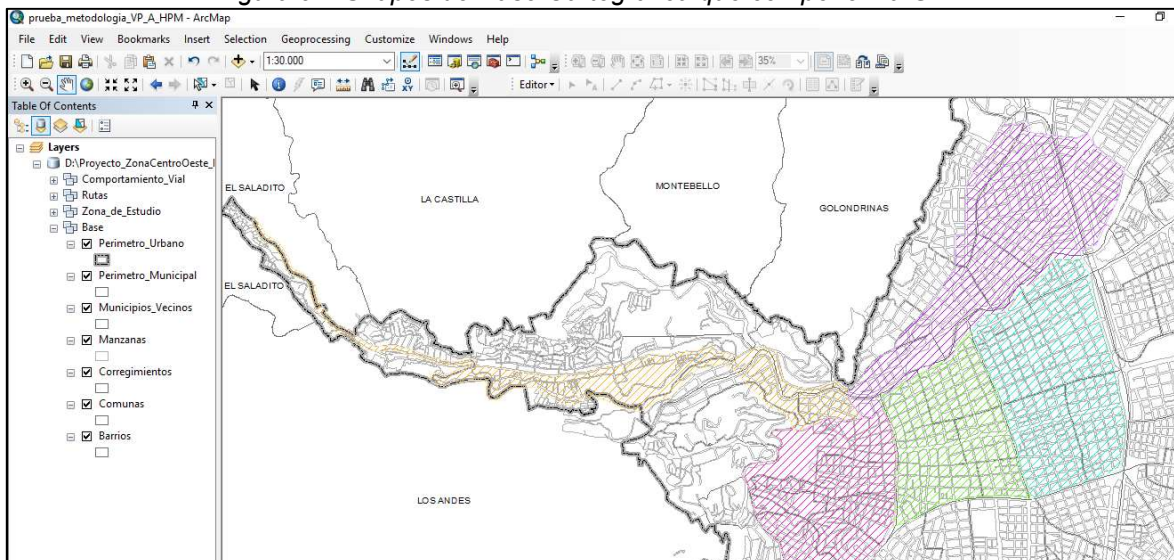 prueba_metodologia_VP_A_HPM - ArcMap
File Edit View Bookmarks Insert Selection Geoprocessing Customize Windows Help
1:30.000
35%
Editor
Table Of Contents
Layers
D:\Proyecto_ZonaCentroOeste_
Comportamiento_Vial
Rutas
Zona_de_Estudio
Base
Perimetro_Urbano
Perimetro_Municipal
Municipios_Vecinos
Manzanas
Corregimientos
Comunas
Barrios
EL SALADITO
LA CASTILLA
MONTEBELLO
GOLONDRINAS
EL SALADITO
LOS ANDES